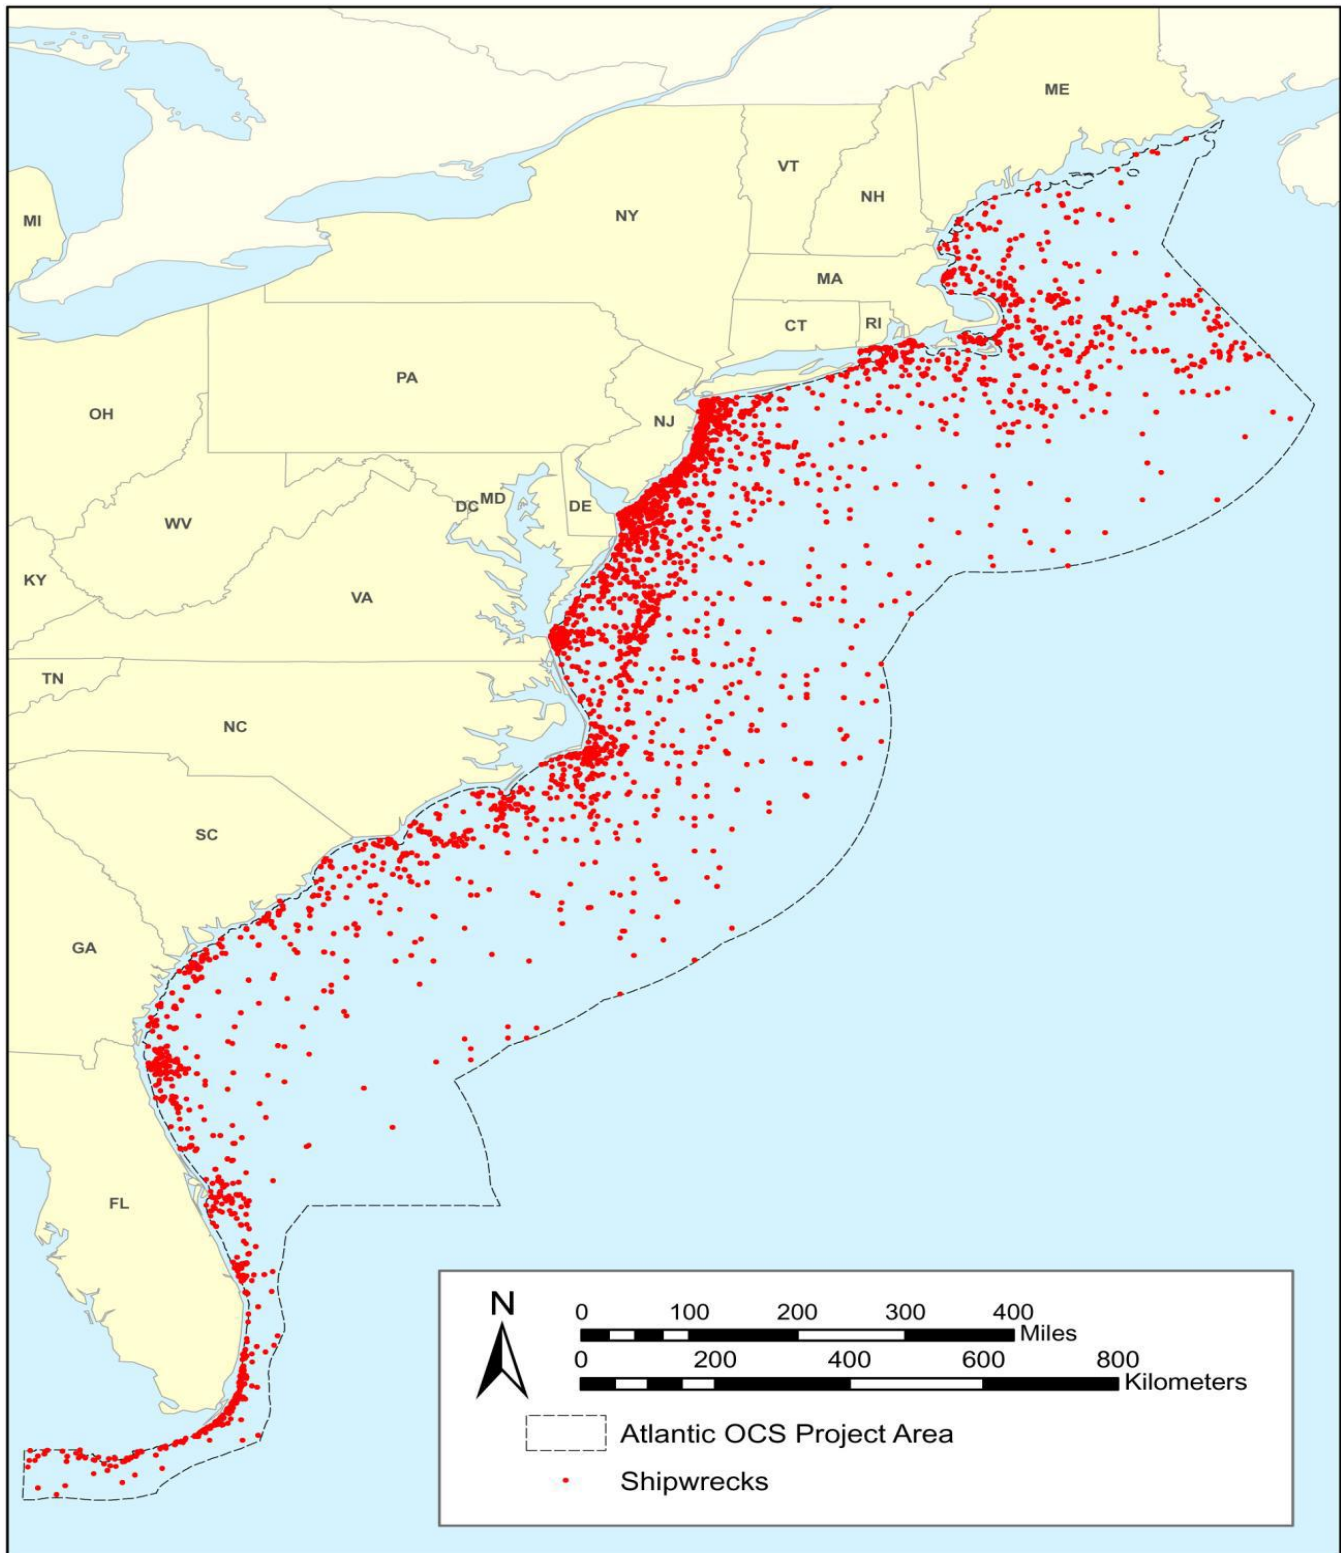 ME
VT
NH
MI
NY
MA
CT
RI
PA
OH
NJ
MD
DC
DE
WV
KY
VA
TN
NC
SC
GA
FL
N
0 100 200 300 400
Miles
0 200 400 600 800
Kilometers
Atlantic OCS Project Area
Shipwrecks